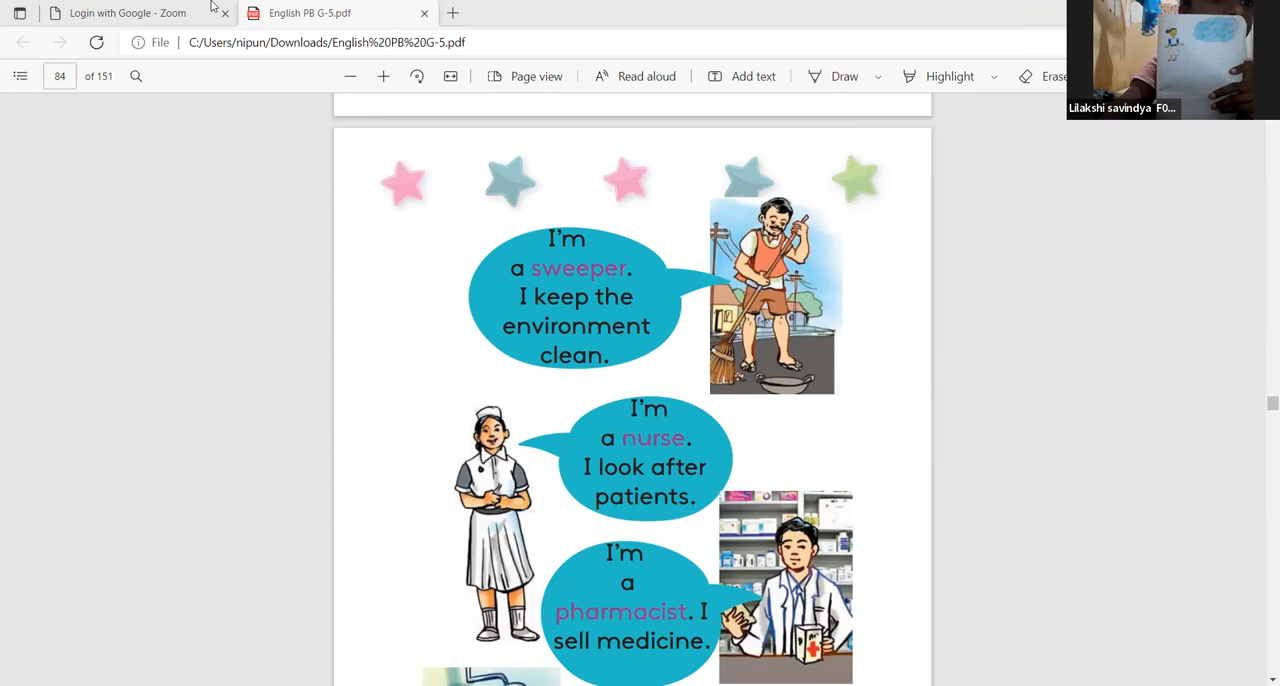 Login with Google - Zoom
English PB G-5.pdf
File
C:/Users/nipun/Downloads/English%20PB%20G-5.pdf
84 of 151
Page view
Read aloud
Add text
Draw
Highlight
Erase
Lilakshi savindya F0...
I'm
a sweeper.
I keep the
environment
clean.
I'm
a nurse.
I look after
patients.
I'm
a
pharmacist. I
sell medicine.